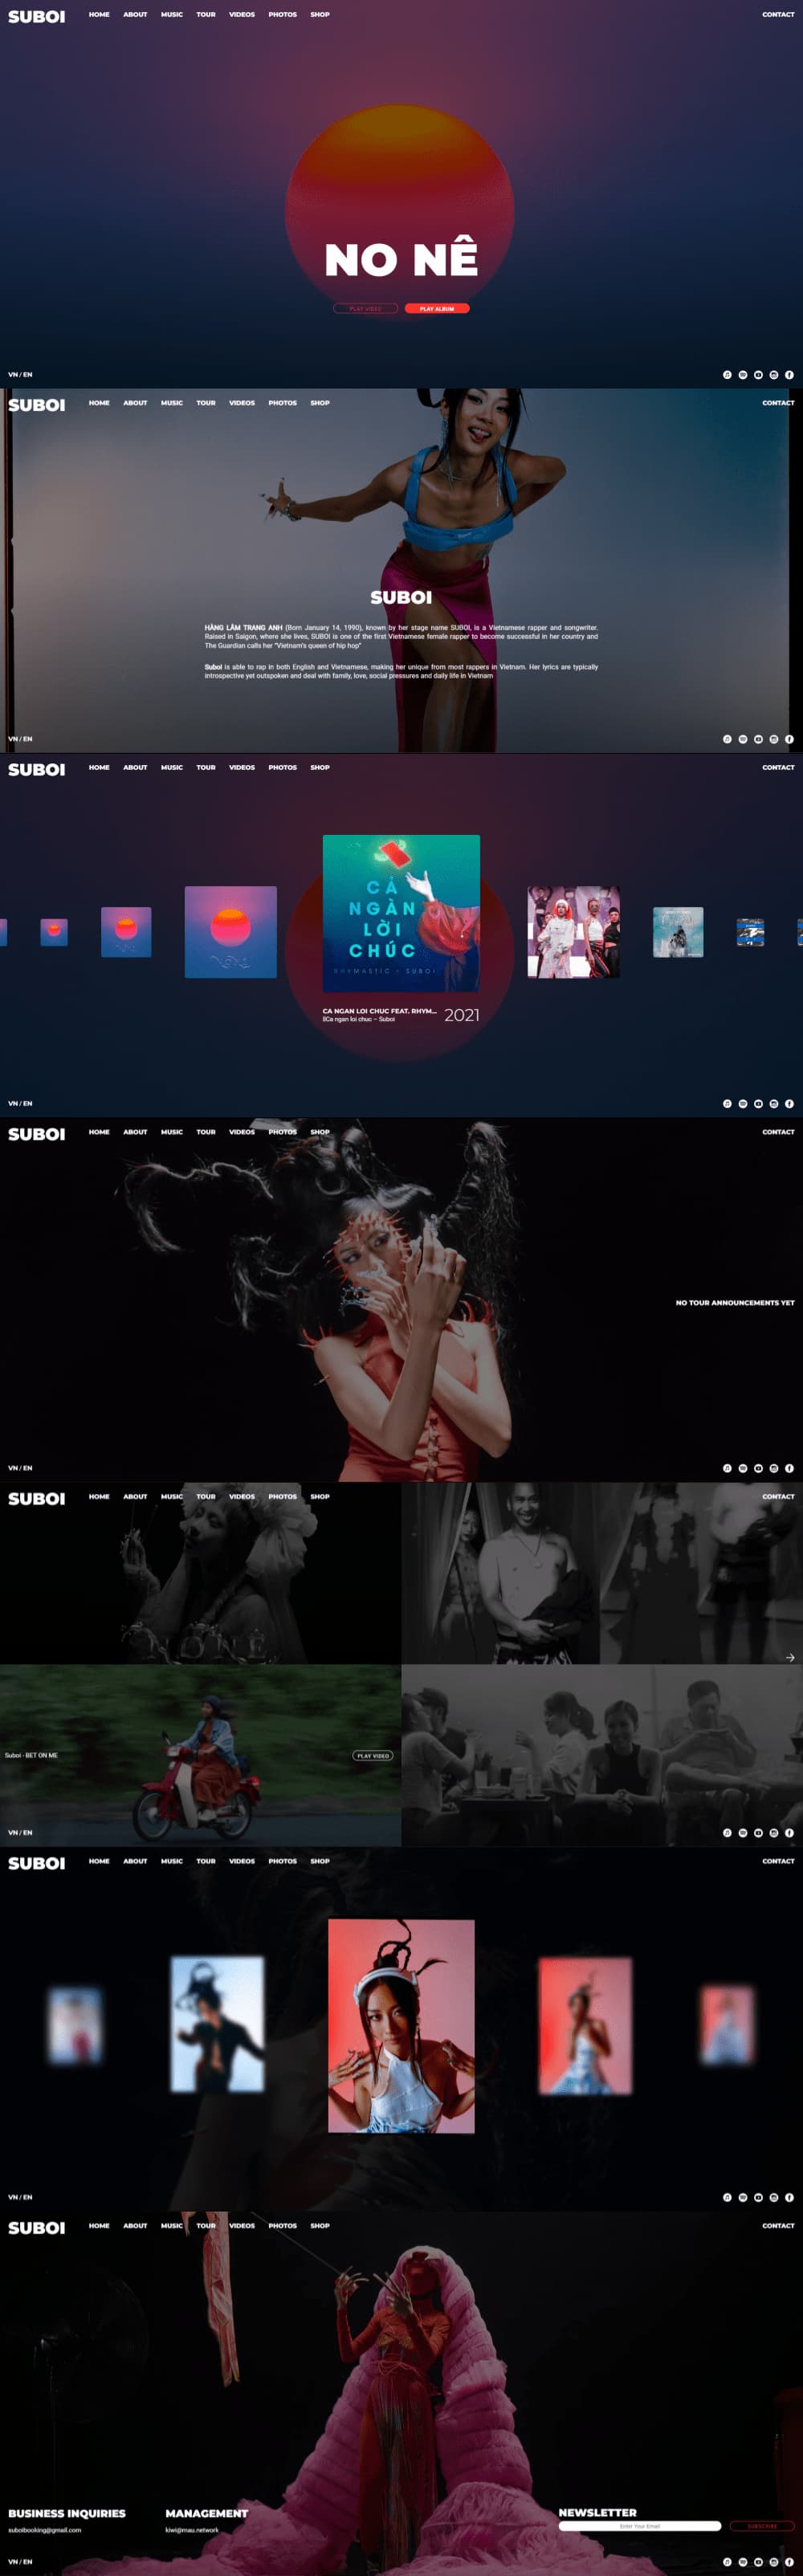 SUBOI HOME ABOUT MUSIC TOUR VIDEOS PHOTOS SHOP CONTACT
NO NÊ
PLAY VIDEO PLAY ALBUM
VN / EN
SUBOI HOME ABOUT MUSIC TOUR VIDEOS PHOTOS SHOP CONTACT
SUBOI
HÀNG LÂM TRANG ANH (Born January 14, 1990), known by her stage name SUBOI, is a Vietnamese rapper and songwriter.
Raised in Saigon, where she lives, SUBOI is one of the first Vietnamese female rapper to become successful in her country and
The Guardian calls her "Vietnam's queen of hip hop"
Suboi is able to rap in both English and Vietnamese, making her unique from most rappers in Vietnam. Her lyrics are typically
introspective yet outspoken and deal with family, love, social pressures and daily life in Vietnam
VN / EN
SUBOI HOME ABOUT MUSIC TOUR VIDEOS PHOTOS SHOP CONTACT
CẢ
NGÀN
LỜI
CHÚC
RHYMASTIC × SUBOI
CA NGAN LOI CHUC FEAT. RHYM... 2021
Ca ngan loi chuc – Suboi
VN / EN
SUBOI HOME ABOUT MUSIC TOUR VIDEOS PHOTOS SHOP CONTACT
NO TOUR ANNOUNCEMENTS YET
VN / EN
SUBOI HOME ABOUT MUSIC TOUR VIDEOS PHOTOS SHOP CONTACT
Suboi - BET ON ME PLAY VIDEO
VN / EN
SUBOI HOME ABOUT MUSIC TOUR VIDEOS PHOTOS SHOP CONTACT
VN / EN
SUBOI HOME ABOUT MUSIC TOUR VIDEOS PHOTOS SHOP CONTACT
BUSINESS INQUIRIES MANAGEMENT NEWSLETTER
suboibooking@gmail.com kiwi@mau.network Enter Your Email SUBSCRIBE
VN / EN